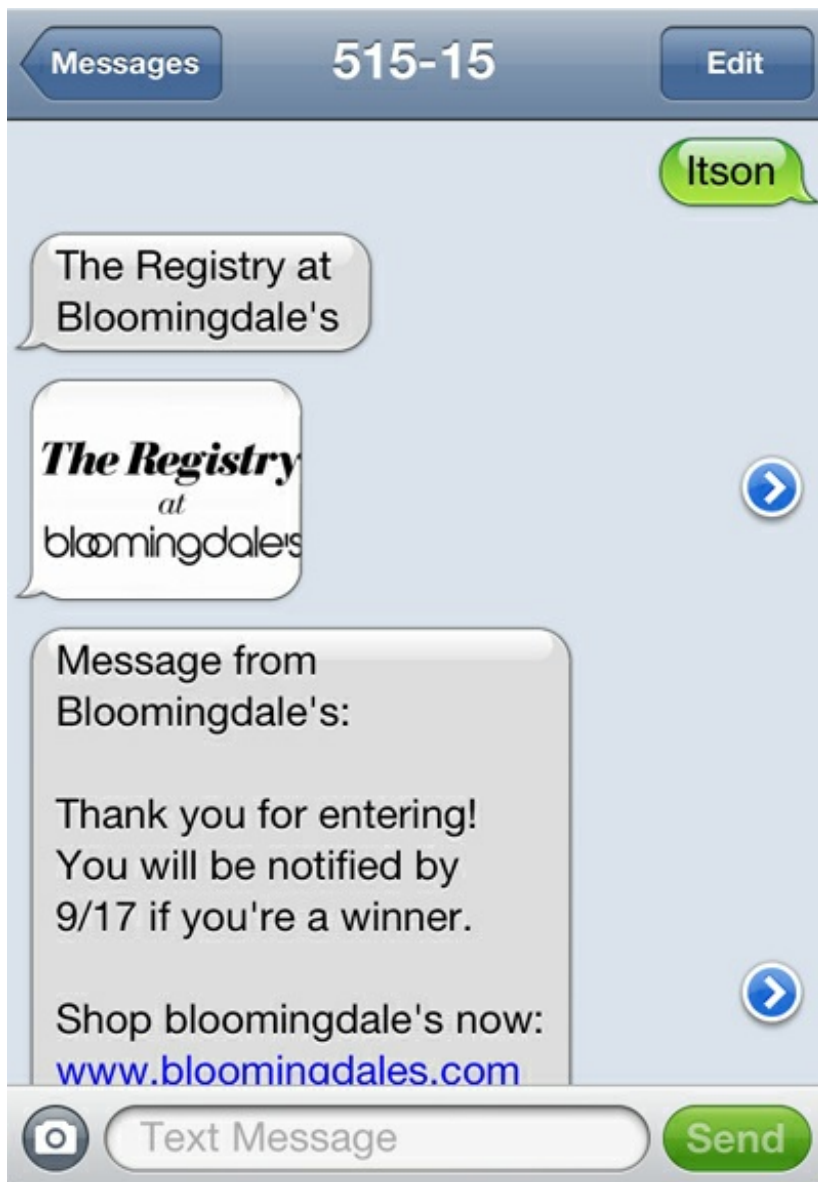 Messages 515-15 Edit
Itson
The Registry at
Bloomingdale's
The Registry
at
bloomingdale's
Message from
Bloomingdale's:
Thank you for entering!
You will be notified by
9/17 if you're a winner.
Shop bloomingdale's now:
www.bloomingdales.com
Text Message Send